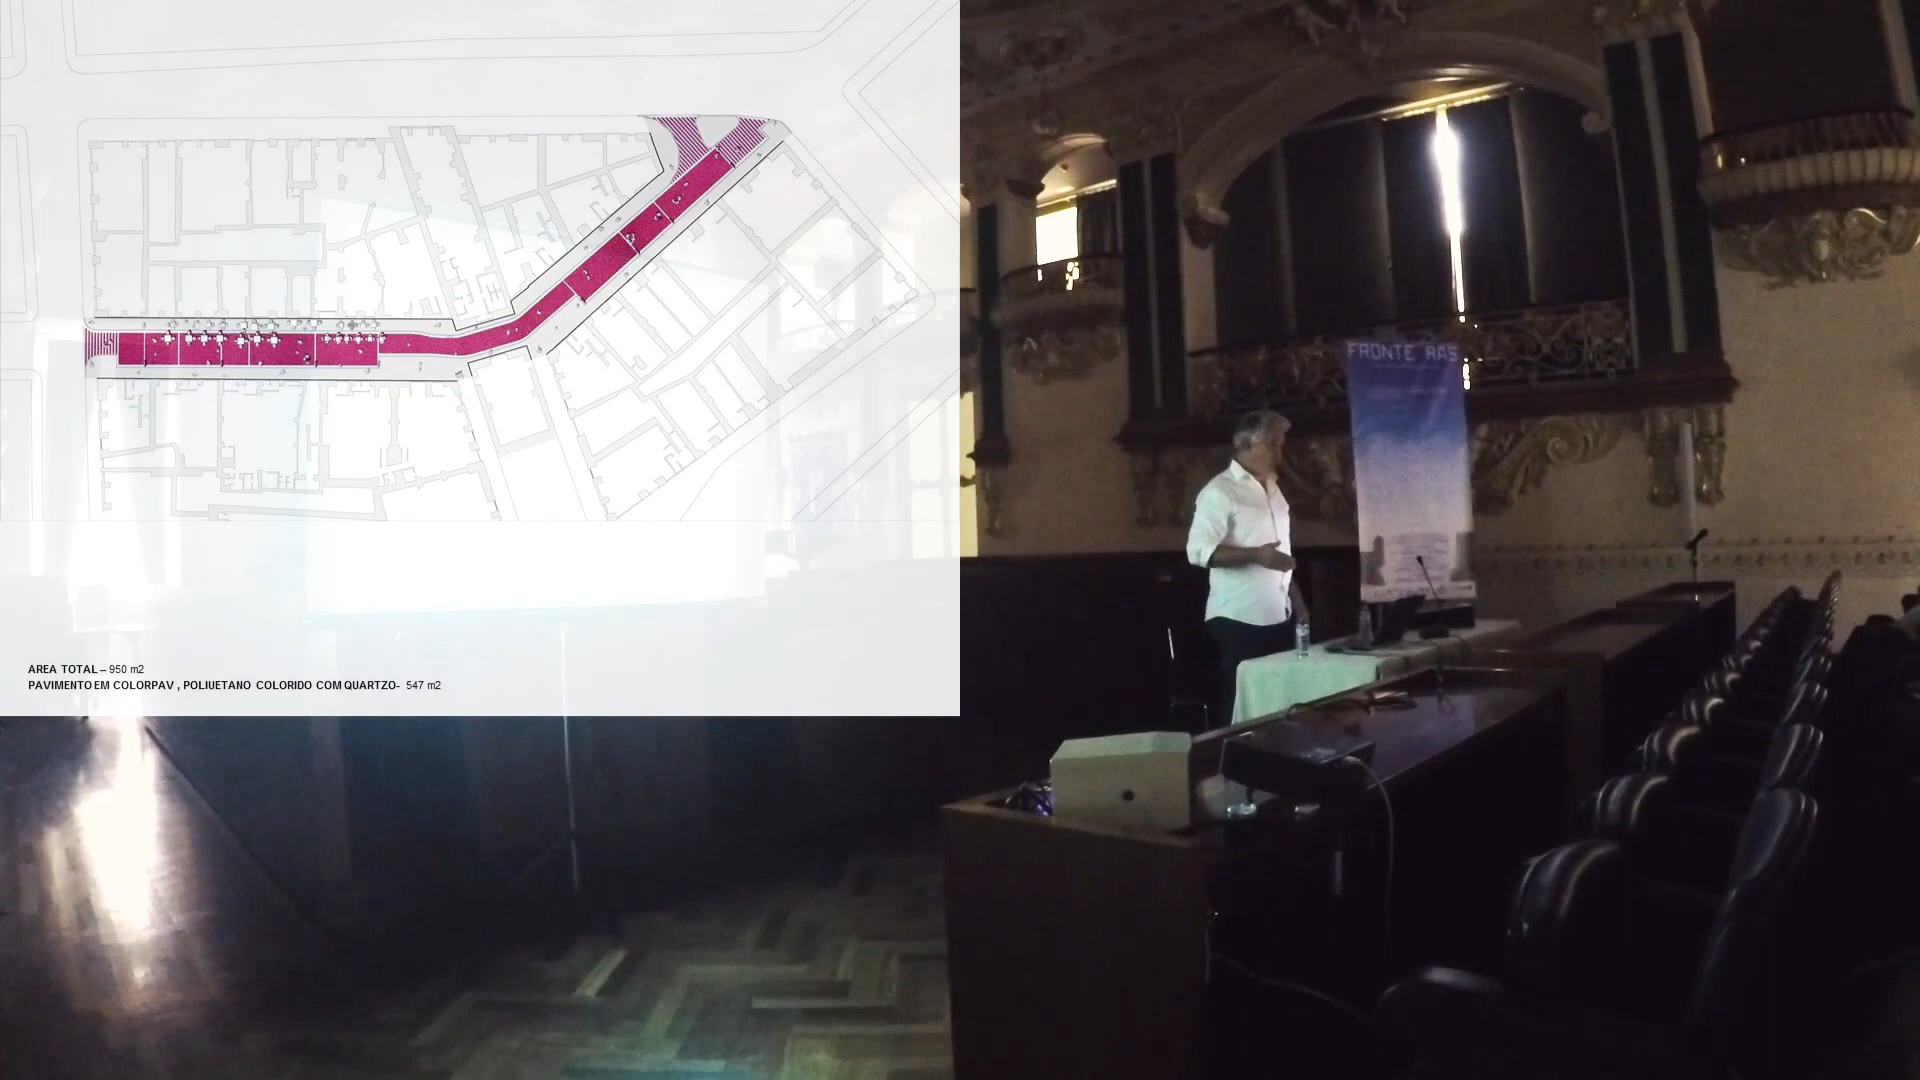 FRONTE RAS
AREA TOTAL – 950 m2
PAVIMENTO EM COLORPAV , POLIUETANO COLORIDO COM QUARTZO- 547 m2